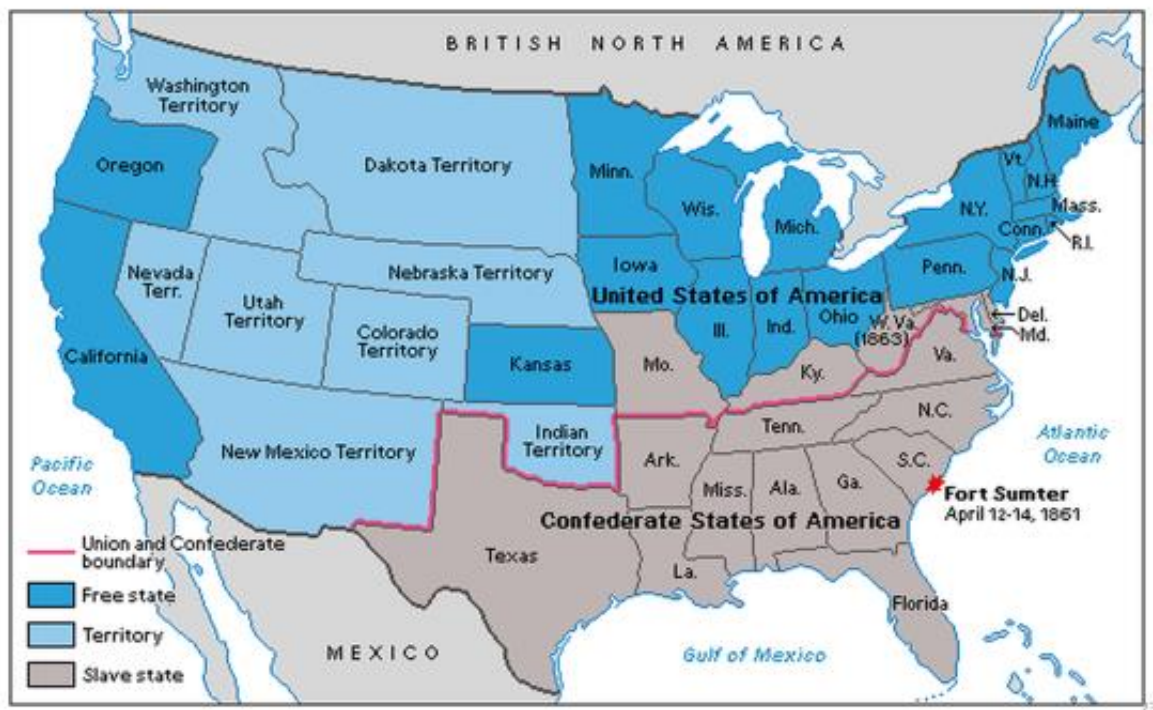 BRITISH NORTH AMERICA
Washington
Territory
Maine
Oregon
Dakota Territory
Minn.
Vt.
N.H.
Wis.
Mich.
N.Y.
Mass.
Conn.
R.I.
Nevada
Terr.
Utah
Territory
Nebraska Territory
Iowa
Penn.
N.J.
United States of America
Colorado
Territory
Ill.
Ind.
Ohio
W. Va.
(1863)
Del.
Md.
California
Kansas
Mo.
Ky.
Va.
New Mexico Territory
Indian
Territory
Tenn.
N.C.
Atlantic
Ocean
Pacific
Ocean
Ark.
Miss.
Ala.
Ga.
S.C.
Fort Sumter
April 12-14, 1861
Confederate States of America
Texas
La.
Florida
Union and Confederate
boundary
Free state
Territory
Slave state
MEXICO
Gulf of Mexico